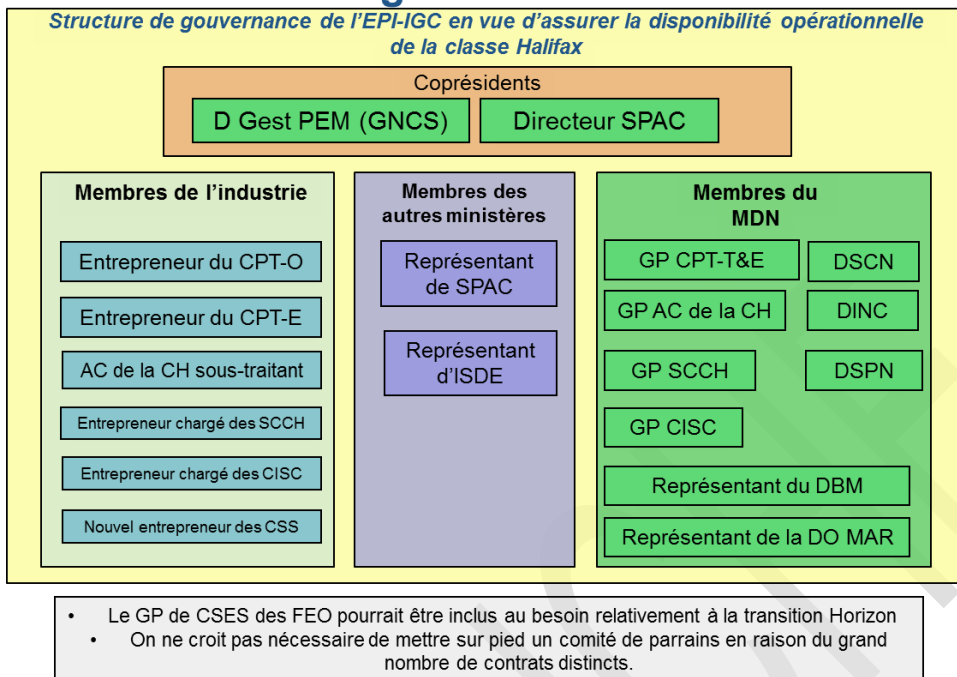 Structure de gouvernance de l'EPI-IGC en vue d'assurer la disponibilité opérationnelle
de la classe Halifax
Coprésidents
D Gest PEM (GNCS)
Directeur SPAC
Membres de l'industrie
Entrepreneur du CPT-O
Entrepreneur du CPT-E
AC de la CH sous-traitant
Entrepreneur chargé des SCCH
Entrepreneur chargé des CISC
Nouvel entrepreneur des CSS
Membres des
autres ministères
Représentant
de SPAC
Représentant
d'ISDE
Membres du
MDN
GP CPT-T&E
DSCN
GP AC de la CH
DINC
GP SCCH
DSPN
GP CISC
Représentant du DBM
Représentant de la DO MAR
• Le GP de CSES des FEO pourrait être inclus au besoin relativement à la transition Horizon
• On ne croit pas nécessaire de mettre sur pied un comité de parrains en raison du grand
nombre de contrats distincts.